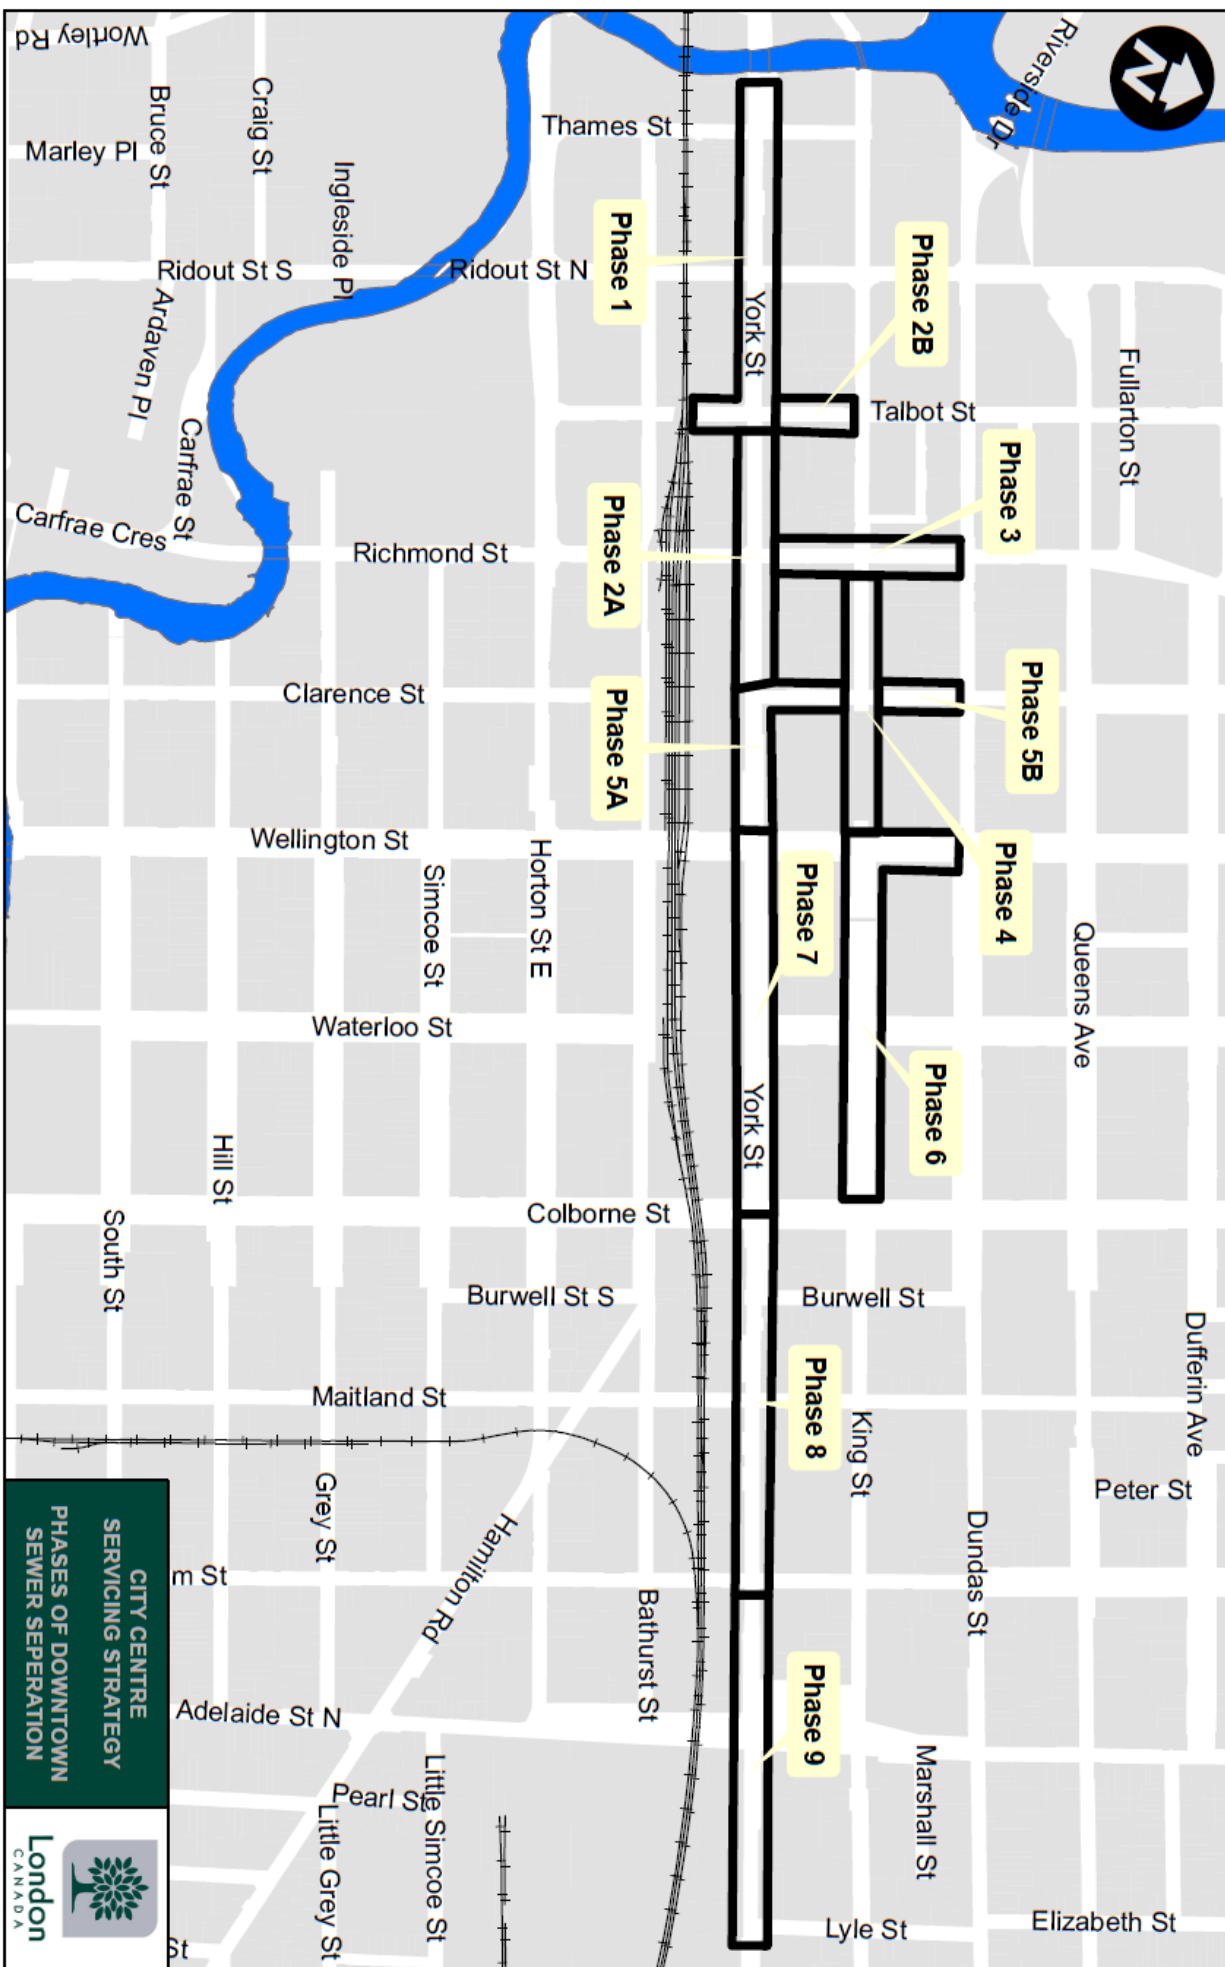 Wortley Rd
Bruce St
Craig St
Marley Pl
Ingleside Pl
Ridout St S
Ardaven Pl
Carfrae St
Carfrae Cres
Thames St
Ridout St N
Riverside Dr
N
Phase 1
York St
Phase 2B
Talbot St
Fullarton St
Phase 3
Phase 2A
Richmond St
Clarence St
Phase 5A
Phase 5B
Phase 4
Wellington St
Simcoe St
Horton St E
Phase 7
Queens Ave
Waterloo St
York St
Phase 6
Hill St
South St
Colborne St
Burwell St S
Burwell St
Maitland St
Phase 8
King St
Dufferin Ave
Peter St
Dundas St
Grey St
m St
Hamilton Rd
Bathurst St
Adelaide St N
Phase 9
Marshall St
Pearl St
Little Simcoe St
Little Grey St
St
Lyle St
Elizabeth St
CITY CENTRE
SERVICING STRATEGY
PHASES OF DOWNTOWN
SEWER SEPERATION
London
CANADA